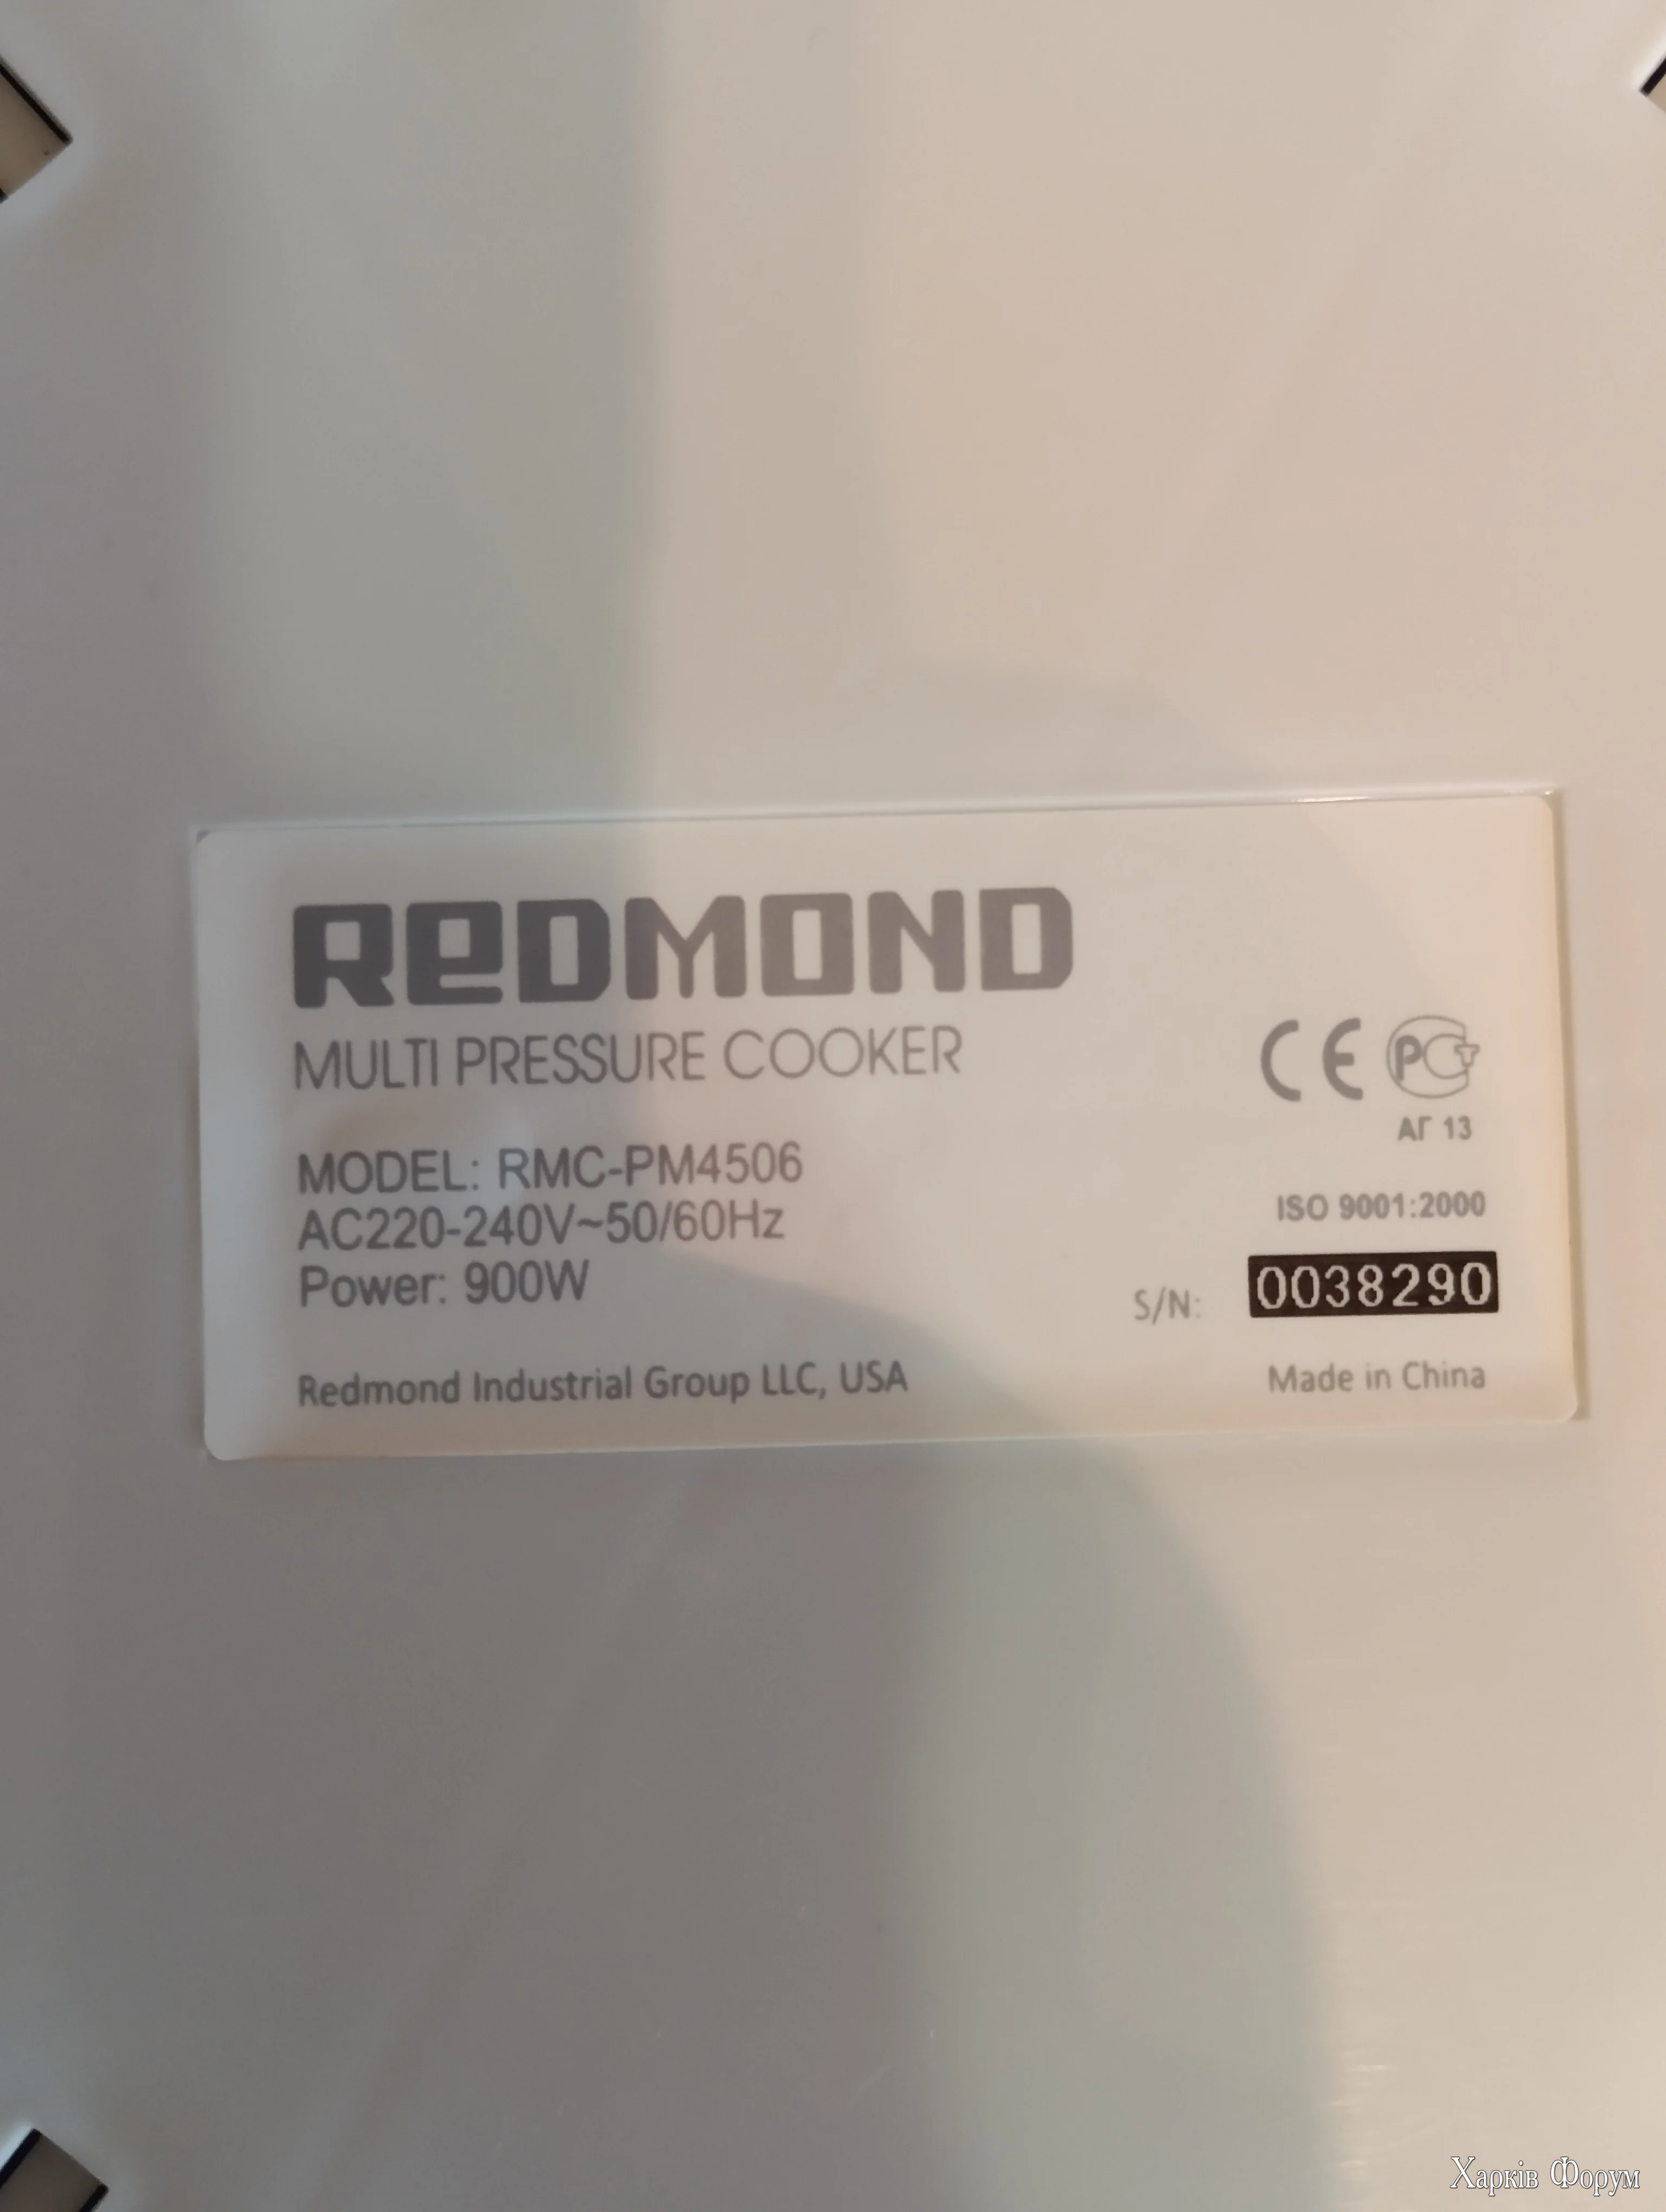 REDMOND
MULTI PRESSURE COOKER
CE PCT
АГ 13
MODEL: RMC-PM4506
AC220-240V~50/60Hz
Power: 900W
ISO 9001:2000
S/N: 0038290
Redmond Industrial Group LLC, USA
Made in China
Харків Форум